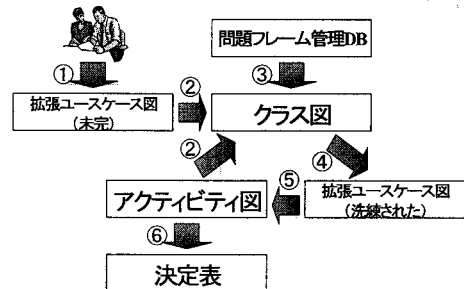 問題フレーム管理DB
①
③
拡張ユースケース図
(未完)
②
クラス図
②
④
⑤
アクティビティ図
拡張ユースケース図
(洗練された)
⑥
決定表